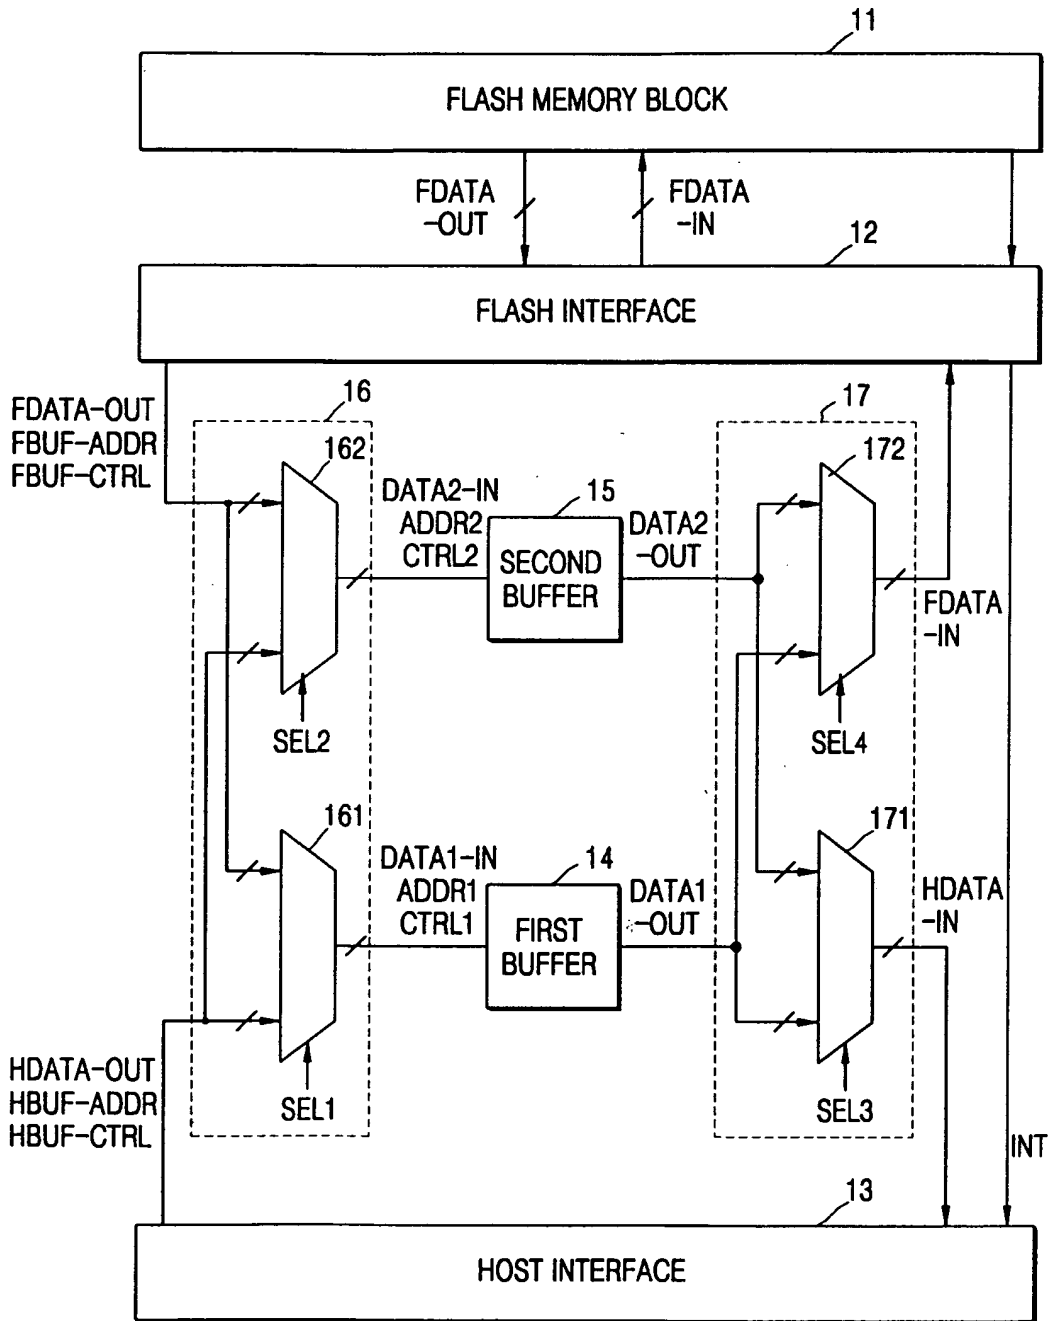 11
FLASH MEMORY BLOCK
FDATA
-OUT
FDATA
-IN
12
FLASH INTERFACE
FDATA-OUT
FBUF-ADDR
FBUF-CTRL
16
162
SEL2
DATA2-IN
ADDR2
CTRL2
15
SECOND
BUFFER
DATA2
-OUT
17
172
SEL4
FDATA
-IN
161
SEL1
DATA1-IN
ADDR1
CTRL1
14
FIRST
BUFFER
DATA1
-OUT
171
SEL3
HDATA
-IN
HDATA-OUT
HBUF-ADDR
HBUF-CTRL
INT
13
HOST INTERFACE